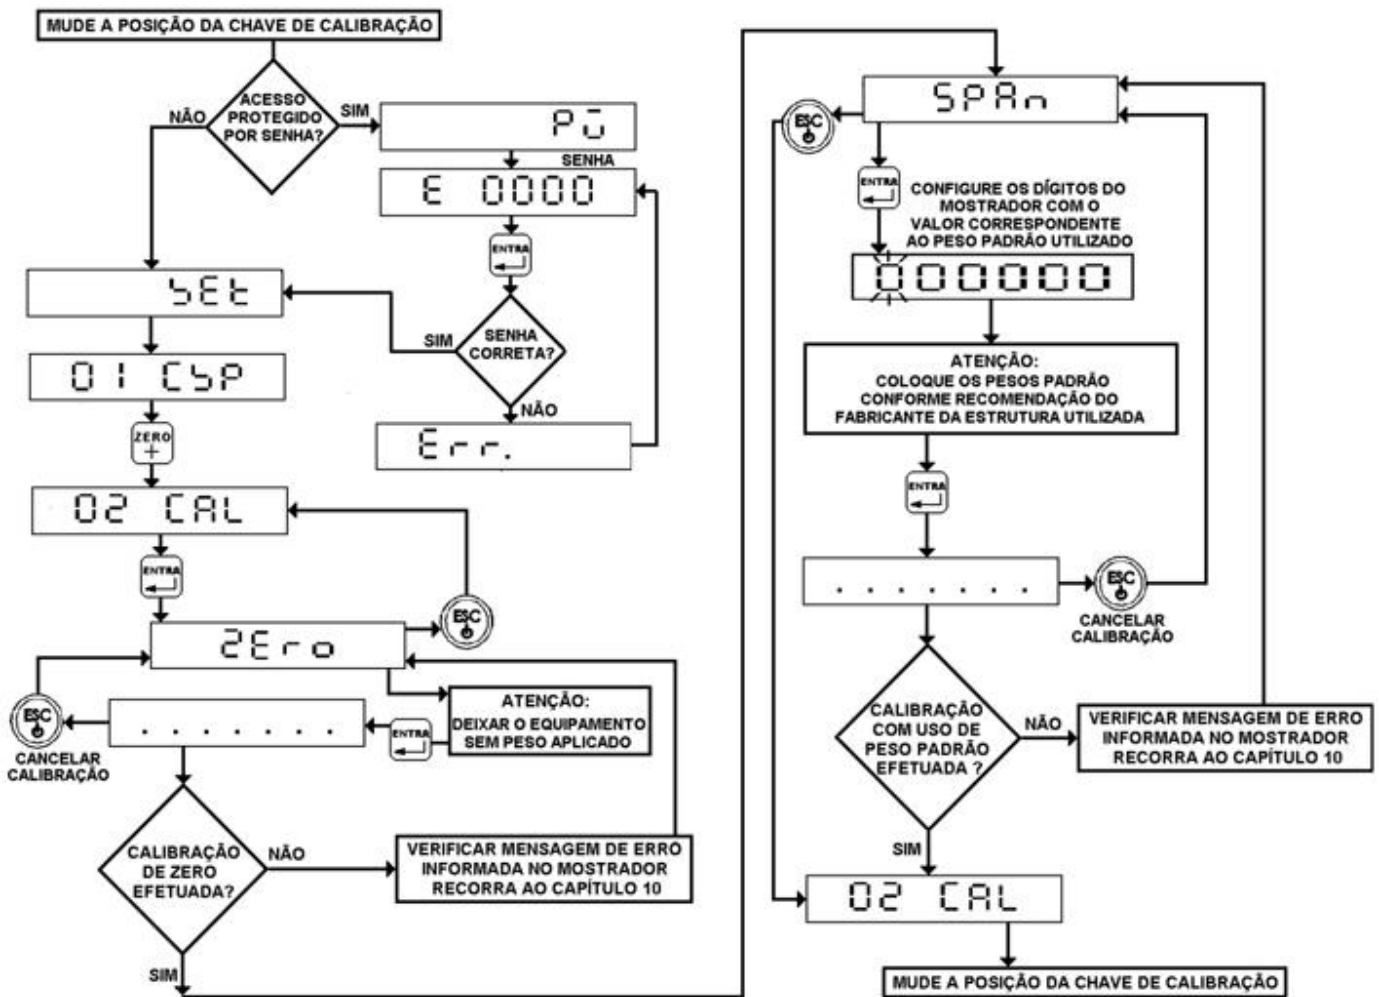 MUDE A POSIÇÃO DA CHAVE DE CALIBRAÇÃO
ACESSO
PROTEGIDO
POR SENHA?
NÃO
SIM
PW
SENHA
E 0000
ENTRA
SENHA
CORRETA?
SIM
NÃO
Err.
SEt
01 CSP
ZERO
+
02 CAL
ENTRA
ESC
ZEro
ATENÇÃO:
DEIXAR O EQUIPAMENTO
SEM PESO APLICADO
ENTRA
. . . . . . .
ESC
CANCELAR
CALIBRAÇÃO
CALIBRAÇÃO
DE ZERO
EFETUADA?
NÃO
VERIFICAR MENSAGEM DE ERRO
INFORMADA NO MOSTRADOR
RECORRA AO CAPÍTULO 10
SIM
SPAn
ESC
ENTRA
CONFIGURE OS DÍGITOS DO
MOSTRADOR COM O
VALOR CORRESPONDENTE
AO PESO PADRÃO UTILIZADO
000000
ATENÇÃO:
COLOQUE OS PESOS PADRÃO
CONFORME RECOMENDAÇÃO DO
FABRICANTE DA ESTRUTURA UTILIZADA
ENTRA
. . . . . . .
ESC
CANCELAR
CALIBRAÇÃO
CALIBRAÇÃO
COM USO DE
PESO PADRÃO
EFETUADA ?
NÃO
VERIFICAR MENSAGEM DE ERRO
INFORMADA NO MOSTRADOR
RECORRA AO CAPÍTULO 10
SIM
02 CAL
MUDE A POSIÇÃO DA CHAVE DE CALIBRAÇÃO